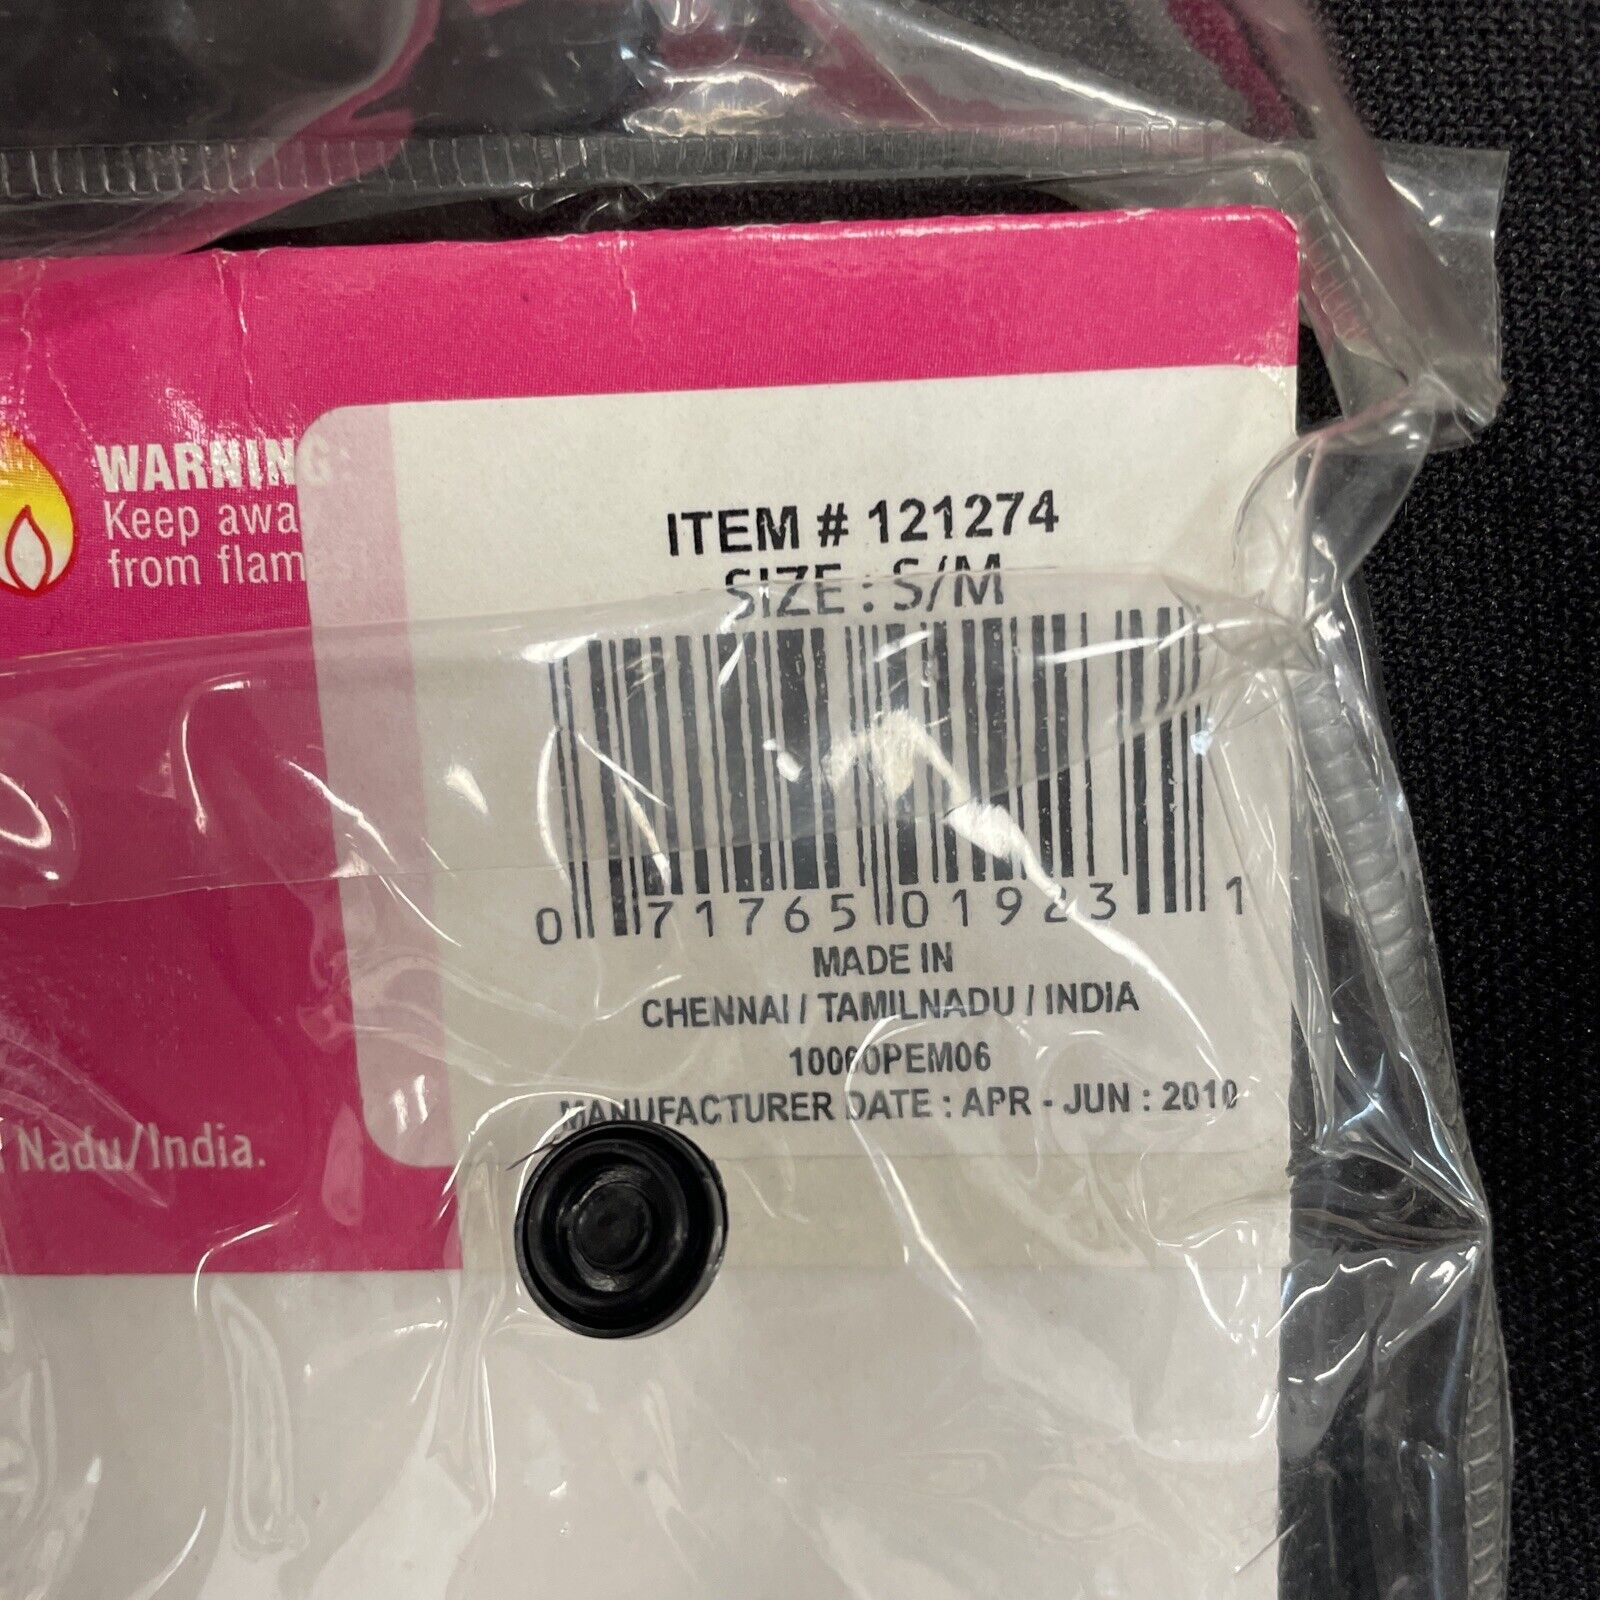 WARNING:
Keep awa
from flam
ITEM # 121274
SIZE : S/M
0 71765 01923 1
MADE IN
CHENNAI / TAMILNADU / INDIA
10060PEM06
MANUFACTURER DATE : APR - JUN : 2010
Nadu/India.